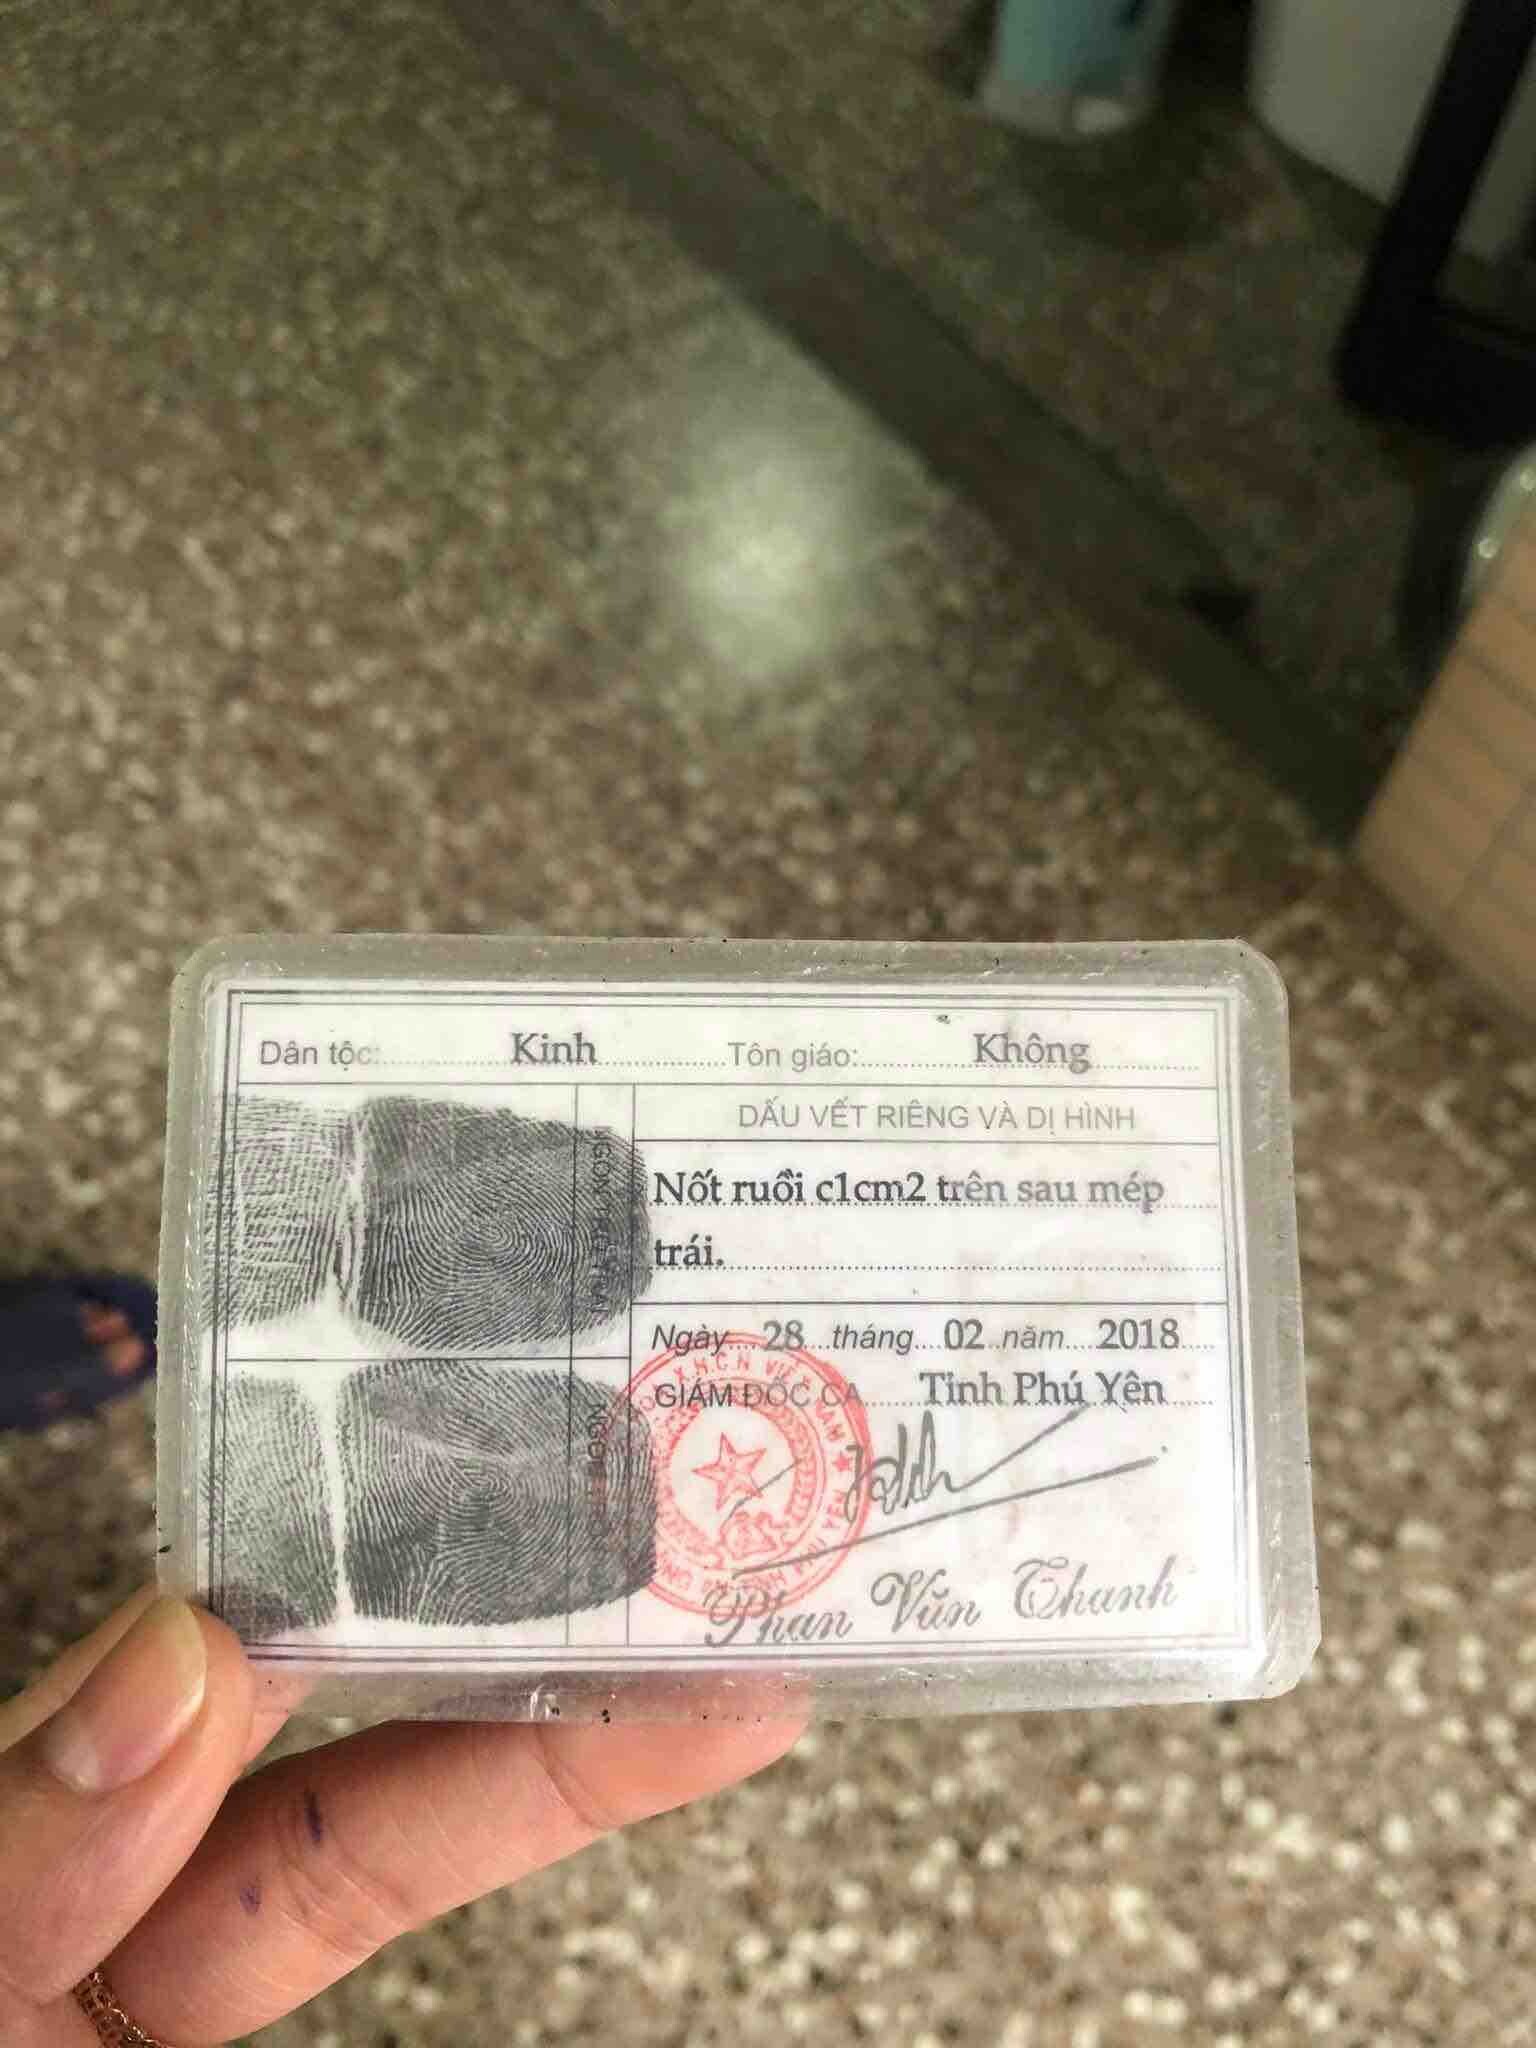 Dân tộc: Kinh Tôn giáo: Không
DẤU VẾT RIÊNG VÀ DỊ HÌNH
Nốt ruồi c1cm2 trên sau mép
trái.
Ngày 28 tháng 02 năm 2018
GIÁM ĐỐC CA Tỉnh Phú Yên
Phan Văn Thanh